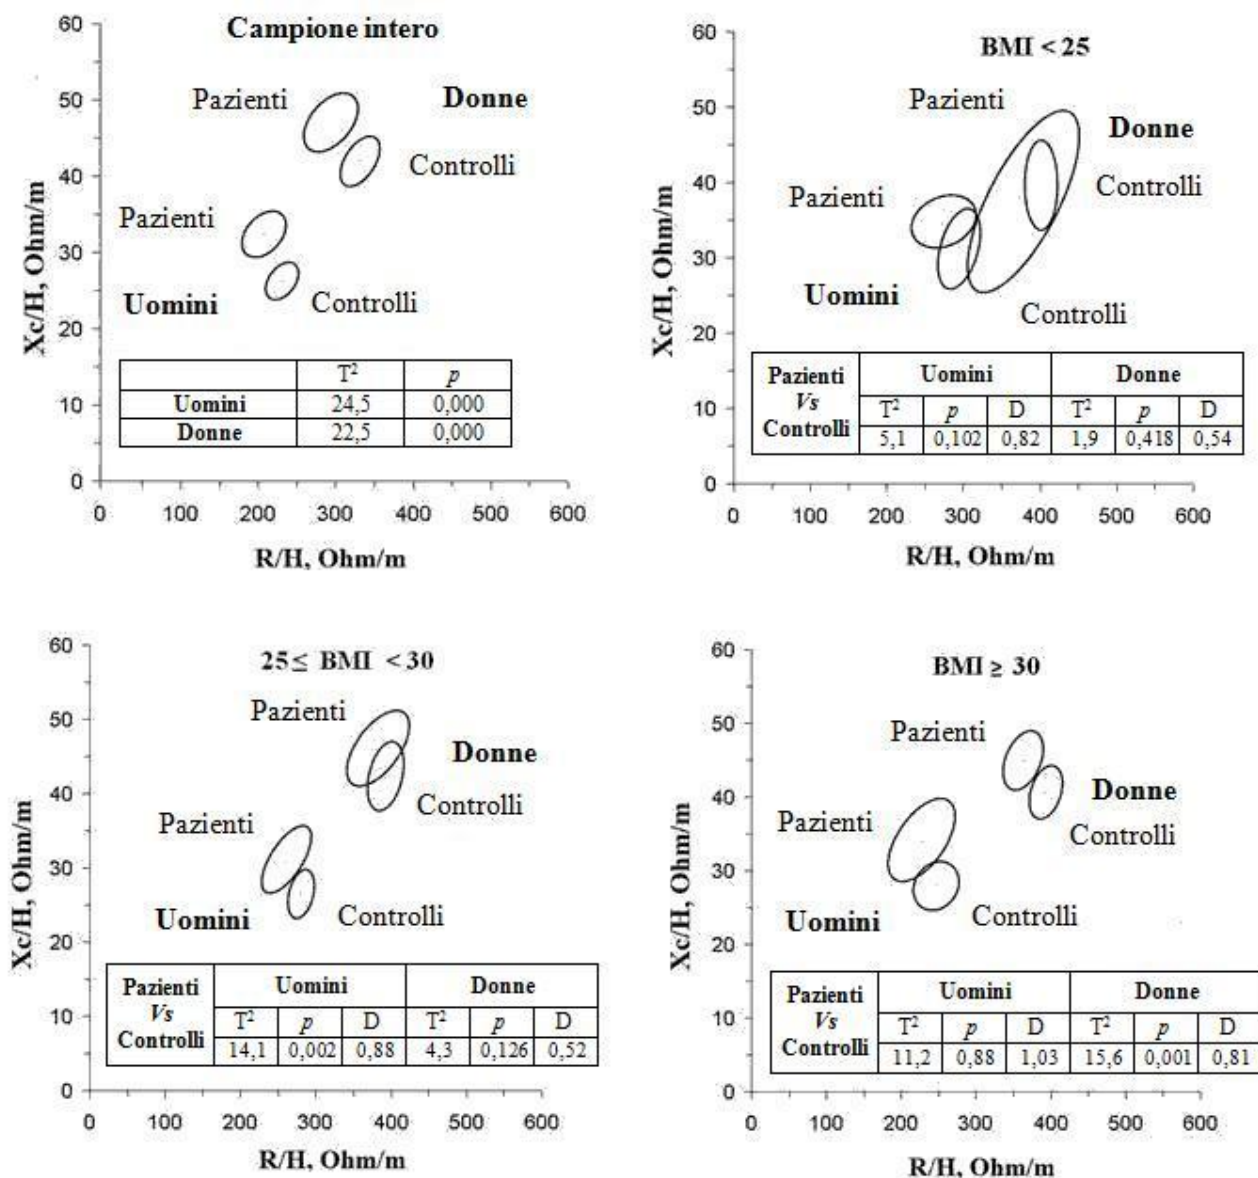 Campione intero
60
50
40
30
20
10
0
Xc/H, Ohm/m
Pazienti
Donne
Controlli
Pazienti
Uomini
Controlli
T² p
Uomini 24,5 0,000
Donne 22,5 0,000
0 100 200 300 400 500 600
R/H, Ohm/m
BMI < 25
60
50
40
30
20
10
0
Xc/H, Ohm/m
Pazienti
Donne
Controlli
Pazienti
Uomini
Controlli
Pazienti
Vs
Controlli
Uomini Donne
T² p D T² p D
5,1 0,102 0,82 1,9 0,418 0,54
0 100 200 300 400 500 600
R/H, Ohm/m
25 ≤ BMI < 30
60
50
40
30
20
10
0
Xc/H, Ohm/m
Pazienti
Donne
Controlli
Pazienti
Uomini
Controlli
Pazienti
Vs
Controlli
Uomini Donne
T² p D T² p D
14,1 0,002 0,88 4,3 0,126 0,52
0 100 200 300 400 500 600
R/H, Ohm/m
BMI ≥ 30
60
50
40
30
20
10
0
Xc/H, Ohm/m
Pazienti
Donne
Controlli
Pazienti
Uomini
Controlli
Pazienti
Vs
Controlli
Uomini Donne
T² p D T² p D
11,2 0,88 1,03 15,6 0,001 0,81
0 100 200 300 400 500 600
R/H, Ohm/m